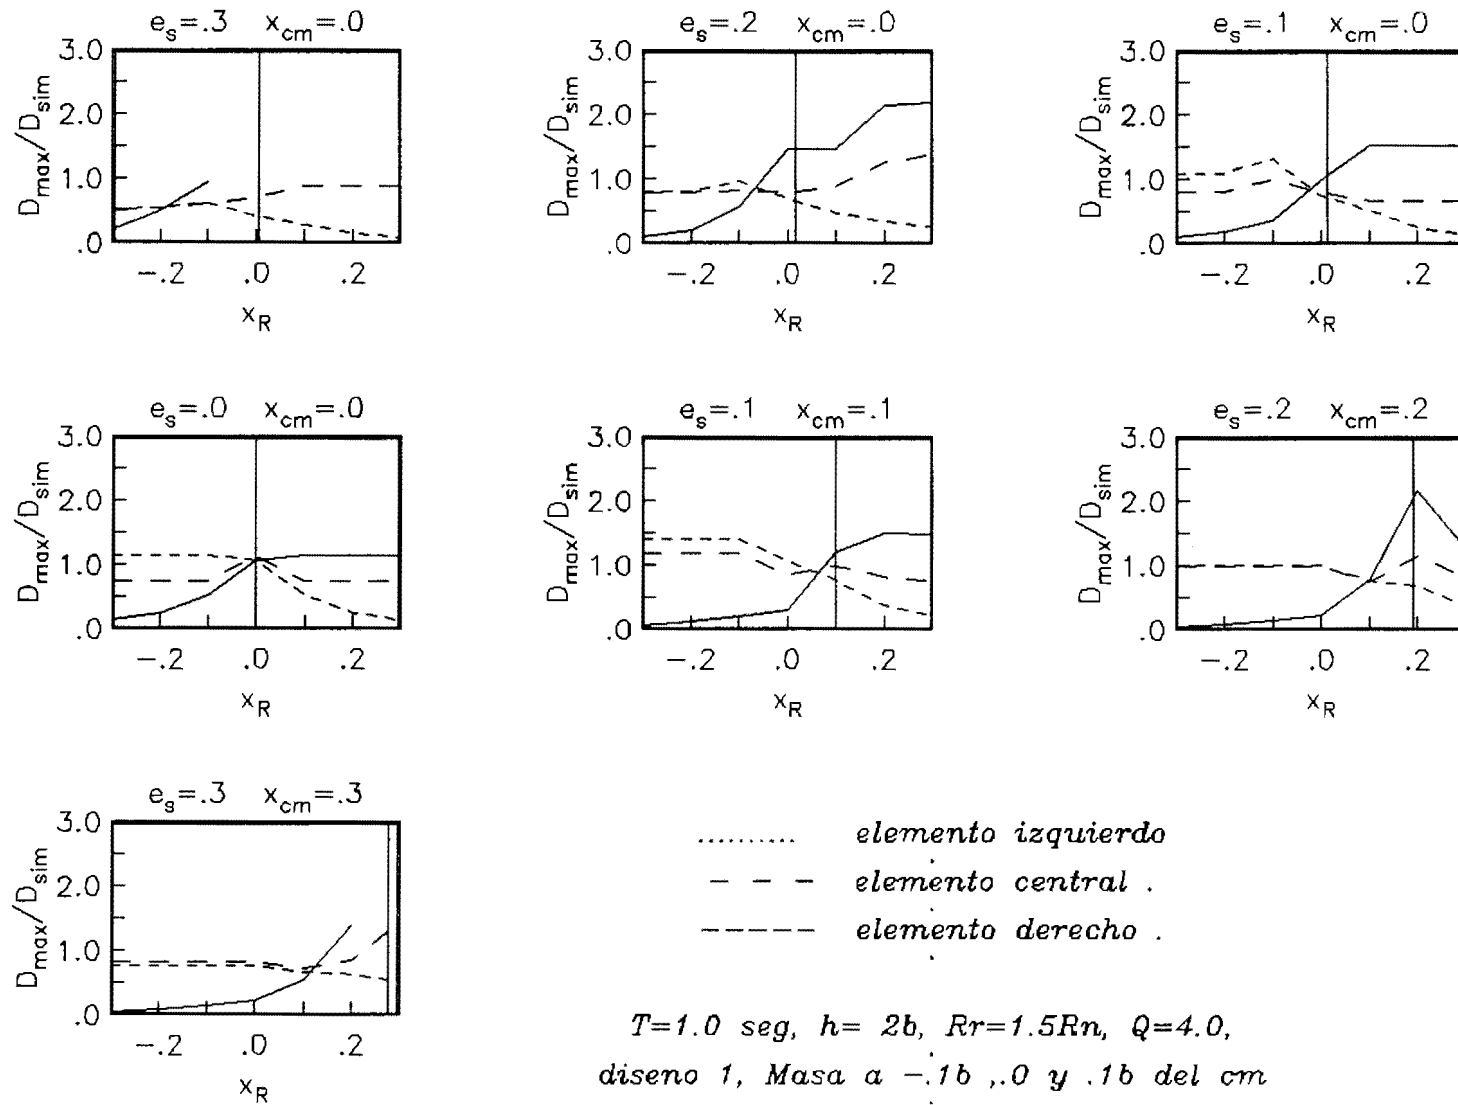 e_s=.3 x_cm=.0
e_s=.2 x_cm=.0
e_s=.1 x_cm=.0
D_max/D_sim
3.0
2.0
1.0
.0
-.2 .0 .2
x_R
D_max/D_sim
3.0
2.0
1.0
.0
-.2 .0 .2
x_R
D_max/D_sim
3.0
2.0
1.0
.0
-.2 .0 .2
x_R
e_s=.0 x_cm=.0
e_s=.1 x_cm=.1
e_s=.2 x_cm=.2
D_max/D_sim
3.0
2.0
1.0
.0
-.2 .0 .2
x_R
D_max/D_sim
3.0
2.0
1.0
.0
-.2 .0 .2
x_R
D_max/D_sim
3.0
2.0
1.0
.0
-.2 .0 .2
x_R
e_s=.3 x_cm=.3
D_max/D_sim
3.0
2.0
1.0
.0
-.2 .0 .2
x_R
elemento izquierdo
elemento central .
elemento derecho .
T=1.0 seg, h= 2b, Rr=1.5Rn, Q=4.0,
diseno 1, Masa a -.1b ,.0 y .1b del cm